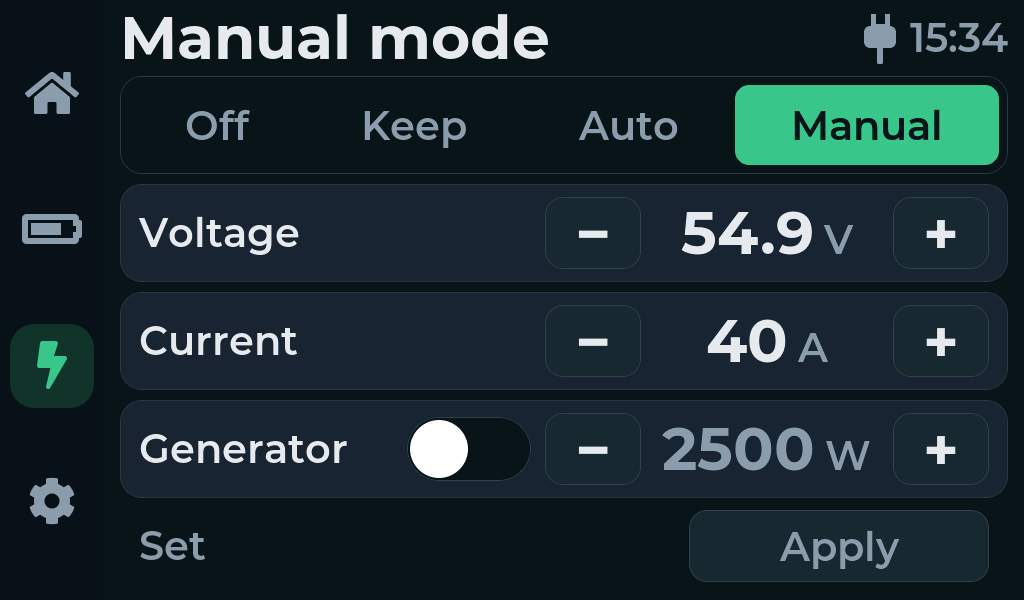 Manual mode 15:34
Off Keep Auto Manual
Voltage − 54.9 V +
Current − 40 A +
Generator − 2500 W +
Set Apply